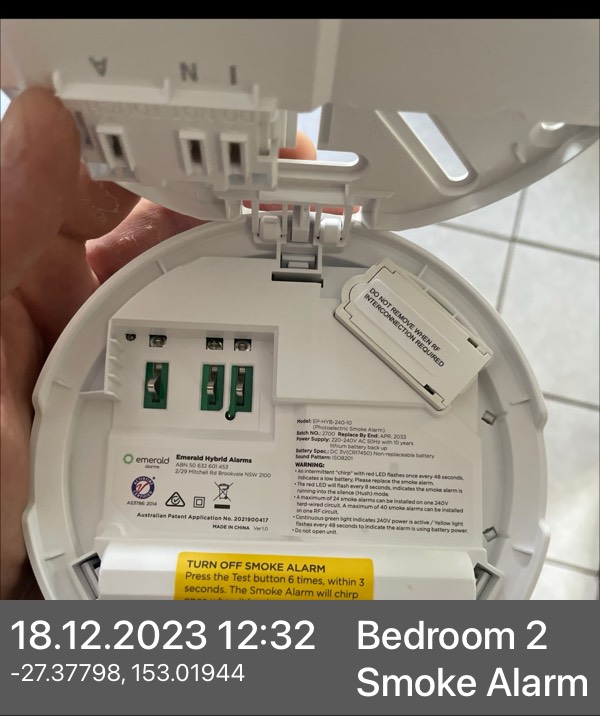 A N I
DO NOT REMOVE WHEN RF
INTERCONNECTION REQUIRED
Model: EP-HYB-240-10
(Photoelectric Smoke Alarm)
Batch NO.: 2700 Replace By End: APR. 2033
Power Supply: 220-240V AC 50Hz with 10 years
lithium battery back up
Battery Spec.: DC 3V(CR17450) Non-replaceable battery
Sound Pattern: ISO8201
WARNING:
• An intermittent "chirp" with red LED flashes once every 48 seconds,
indicates a low battery. Please replace the smoke alarm.
• The red LED will flash every 8 seconds, indicates the smoke alarm is
running into the silence (Hush) mode.
• A maximum of 24 smoke alarms can be installed on one 240V
hard-wired circuit. A maximum of 40 smoke alarms can be installed
on one RF circuit.
• Continuous green light indicates 240V power is active / Yellow light
flashes every 48 seconds to indicate the alarm is using battery power.
• Do not open unit.
emerald
alarms
Emerald Hybrid Alarms
ABN 50 632 601 453
2/29 Mitchell Rd Brookvale NSW 2100
AS3786: 2014
Australian Patent Application No. 2021900417
MADE IN CHINA Ver1.0
TURN OFF SMOKE ALARM
Press the Test button 6 times, within 3
seconds. The Smoke Alarm will chirp
18.12.2023 12:32
-27.37798, 153.01944
Bedroom 2
Smoke Alarm